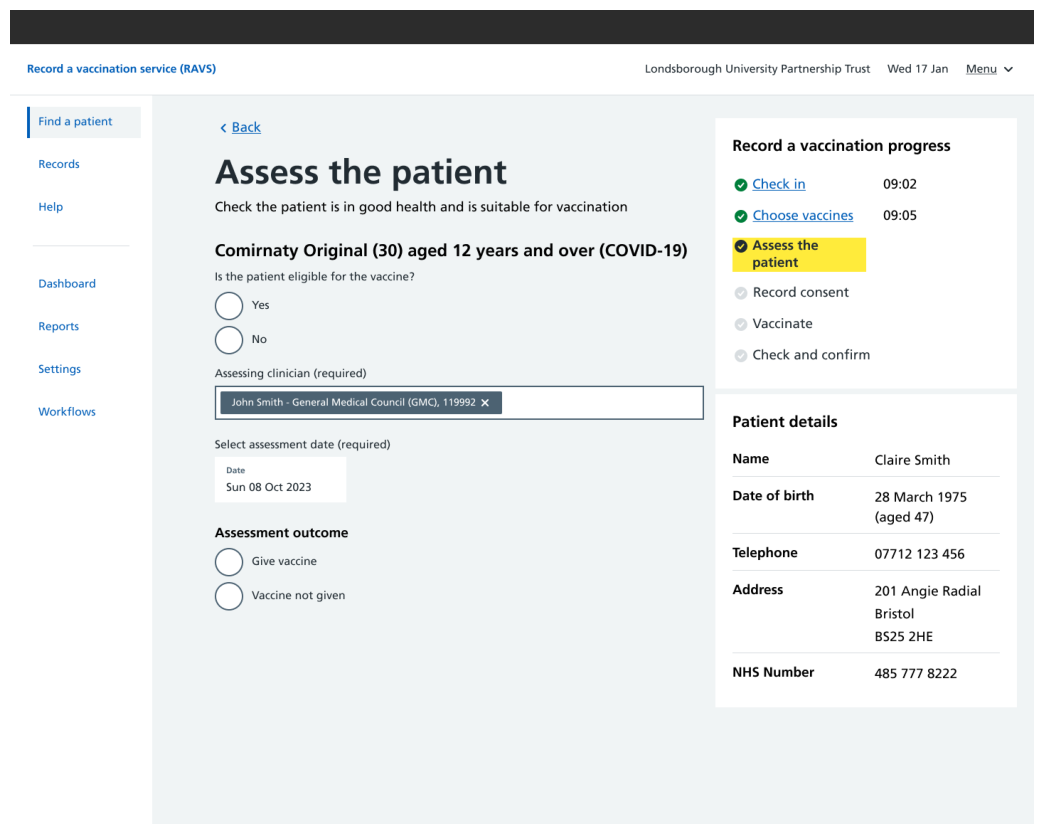 Record a vaccination service (RAVS)
Londsborough University Partnership Trust Wed 17 Jan Menu
Find a patient
Records
Help
Dashboard
Reports
Settings
Workflows
Back
Assess the patient
Check the patient is in good health and is suitable for vaccination
Comirnaty Original (30) aged 12 years and over (COVID-19)
Is the patient eligible for the vaccine?
Yes
No
Assessing clinician (required)
John Smith - General Medical Council (GMC), 119992 ×
Select assessment date (required)
Date
Sun 08 Oct 2023
Assessment outcome
Give vaccine
Vaccine not given
Record a vaccination progress
Check in 09:02
Choose vaccines 09:05
Assess the
patient
Record consent
Vaccinate
Check and confirm
Patient details
Name Claire Smith
Date of birth 28 March 1975
(aged 47)
Telephone 07712 123 456
Address 201 Angie Radial
Bristol
BS25 2HE
NHS Number 485 777 8222